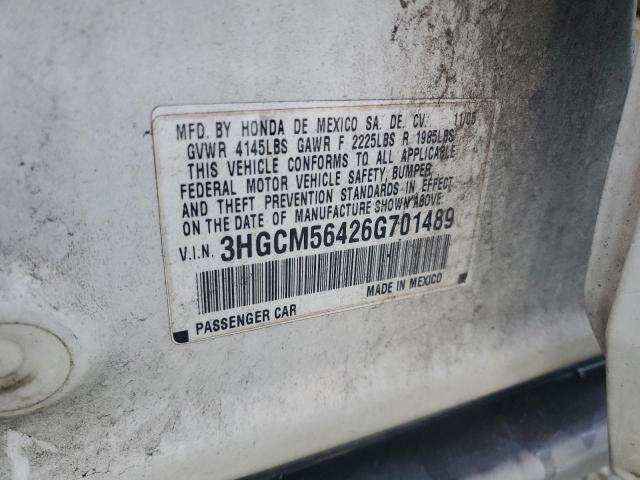 MFD. BY HONDA DE MEXICO SA. DE. CV. 11/05
GVWR 4145LBS GAWR F 2225LBS R 1985LBS
THIS VEHICLE CONFORMS TO ALL APPLICABLE
FEDERAL MOTOR VEHICLE SAFETY, BUMPER,
AND THEFT PREVENTION STANDARDS IN EFFECT
ON THE DATE OF MANUFACTURE SHOWN ABOVE.
V.I.N. 3HGCM56426G701489
PASSENGER CAR MADE IN MEXICO